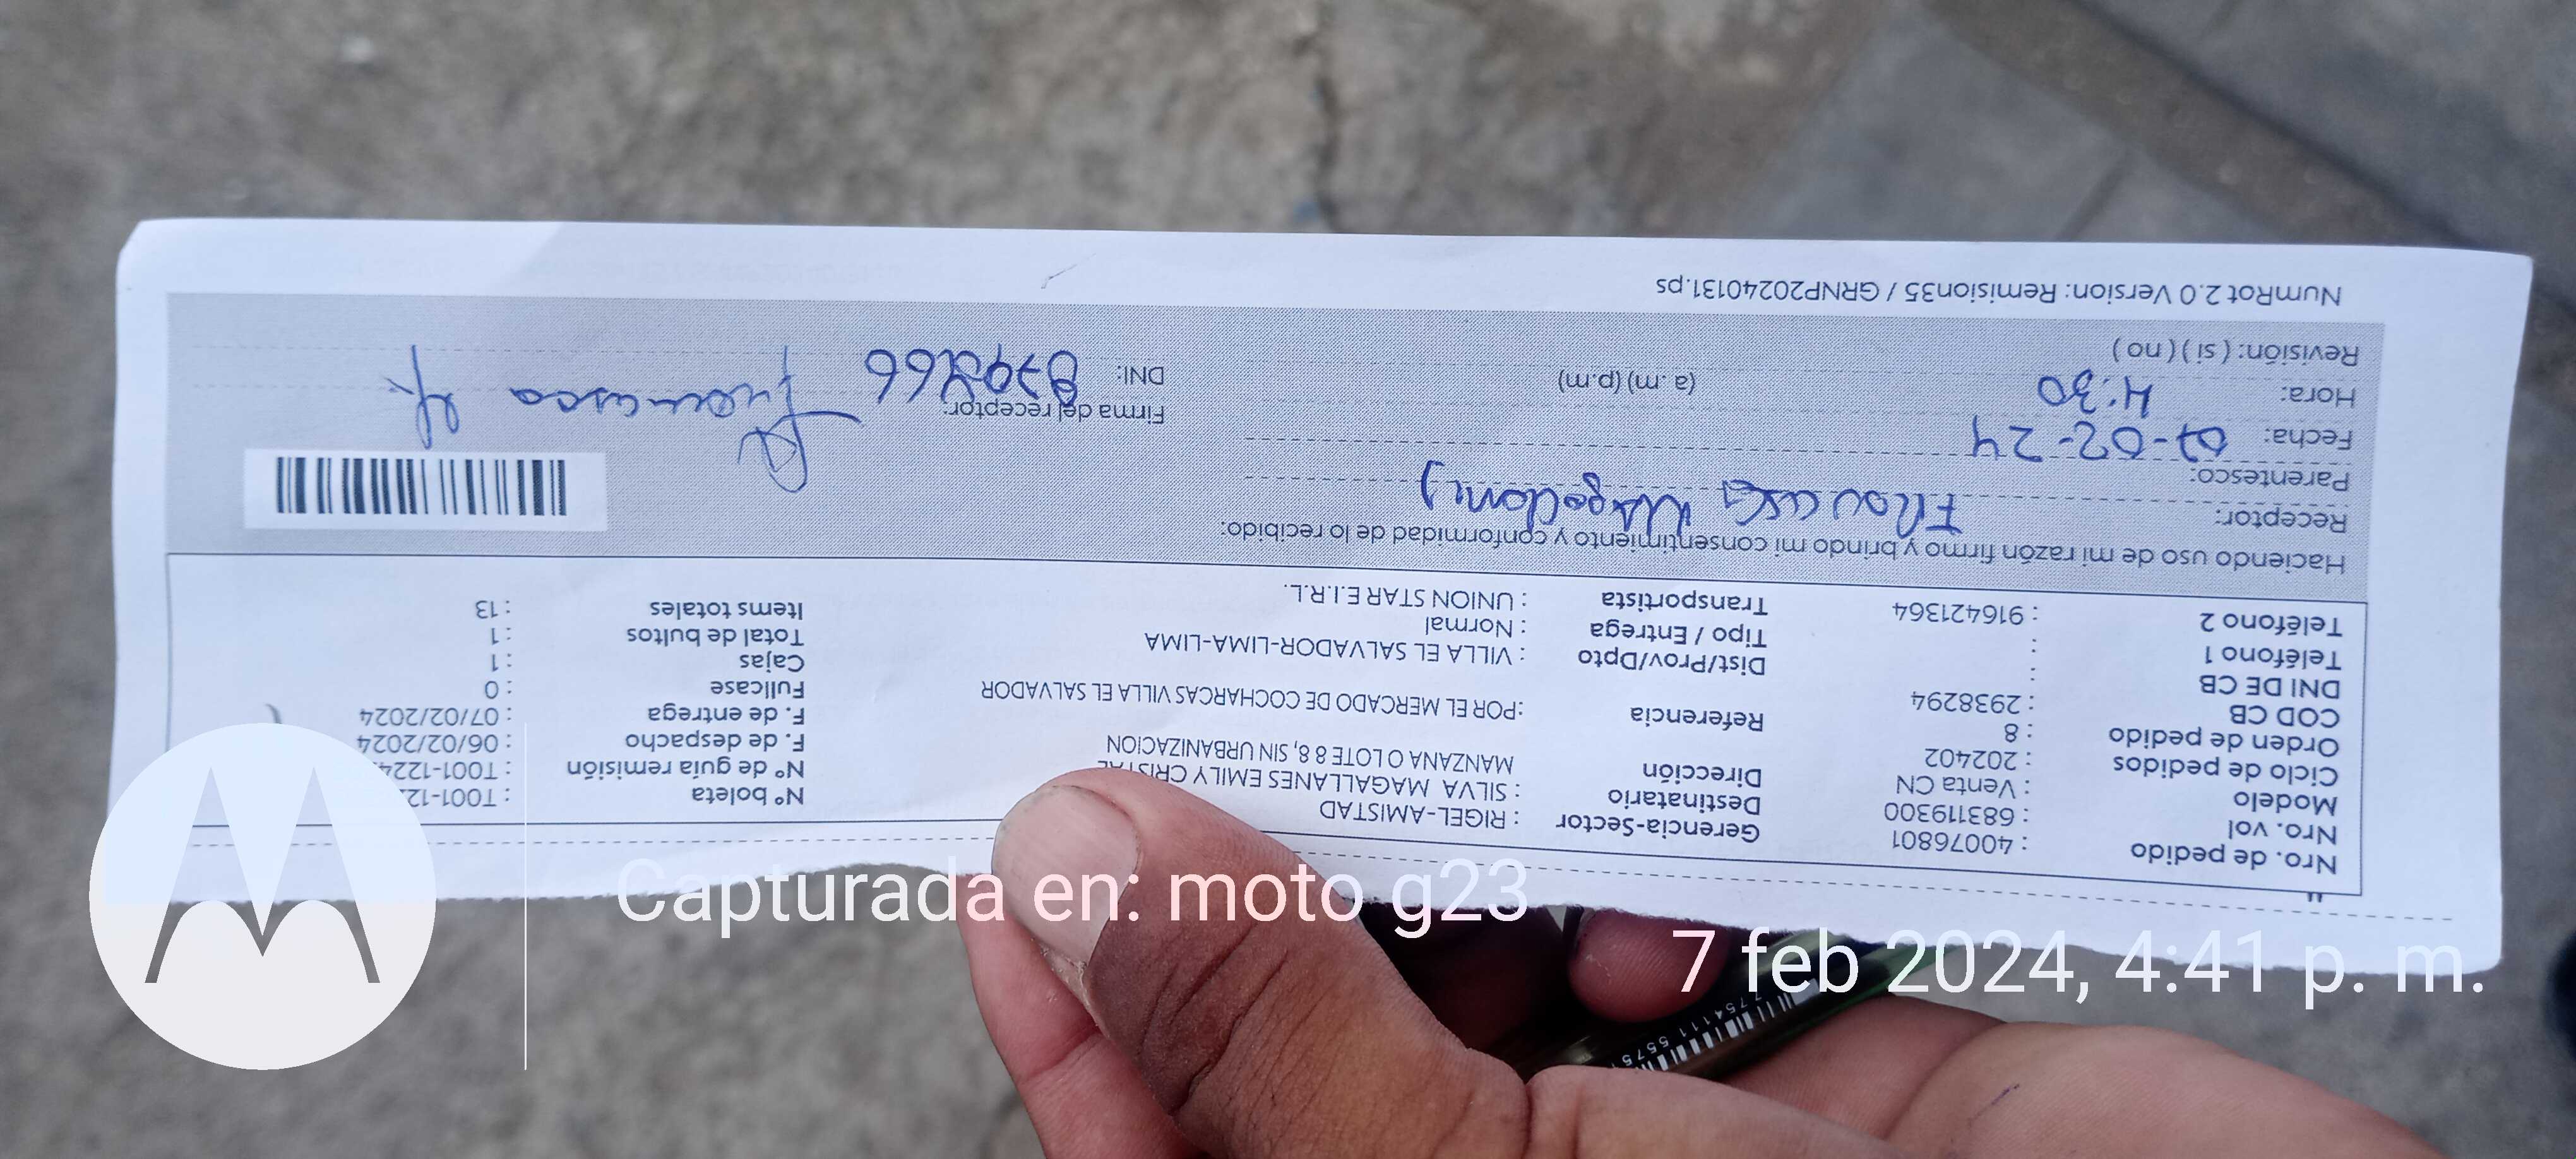 Nro. de pedido : 40076801
Nro. vol : 683119300
Modelo : Venta CN
Ciclo de pedidos : 202402
Orden de pedido : 8
COD CB : 2938294
DNI DE CB :
Teléfono 1 :
Teléfono 2 : 916421364
Gerencia-Sector : RIGEL-AMISTAD
Destinatario : SILVA MAGALLANES EMILY
Dirección MANZANA O LOTE 8 8, SIN URBANIZACION
Referencia :POR EL MERCADO DE COCHARCAS VILLA EL SALVADOR
Dist/Prov/Dpto : VILLA EL SALVADOR-LIMA-LIMA
Tipo / Entrega : Normal
Transportista : UNION STAR E.I.R.L.
N° boleta : T001-12
N° de guía remisión : T001-1224
F. de despacho : 06/02/2024
F. de entrega : 07/02/2024
Fullcase : 0
Cajas : 1
Total de bultos : 1
Items totales : 13
Haciendo uso de mi razón firmo y brindo mi consentimiento y conformidad de lo recibido:
Receptor:
Parentesco:
Fecha: 07-02-24
Hora: 4:30 (a .m) (p.m)
Revisión: ( si ) ( no )
Firma del receptor:
DNI:
NumRot 2.0 Version: Remision35 / GRNP20240131.ps
Capturada en: moto g23
7 feb 2024, 4:41 p. m.